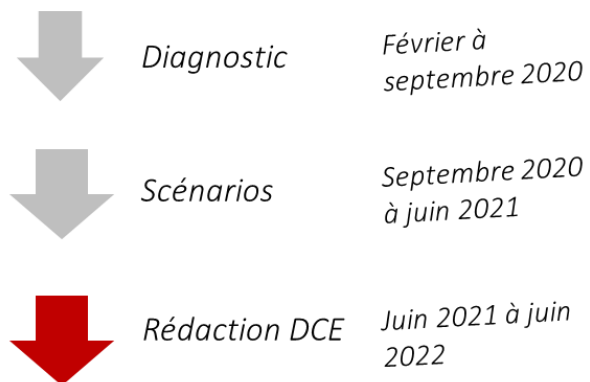 Diagnostic
Février à
septembre 2020
Scénarios
Septembre 2020
à juin 2021
Rédaction DCE
Juin 2021 à juin
2022